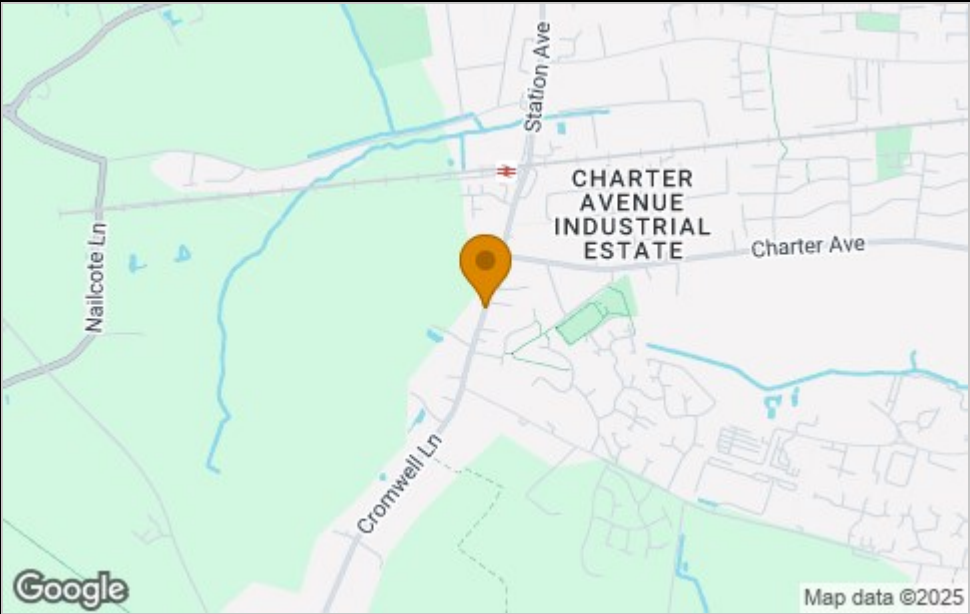 Station Ave
CHARTER
AVENUE
INDUSTRIAL
ESTATE
Charter Ave
Nailcote Ln
Cromwell Ln
Google
Map data ©2025